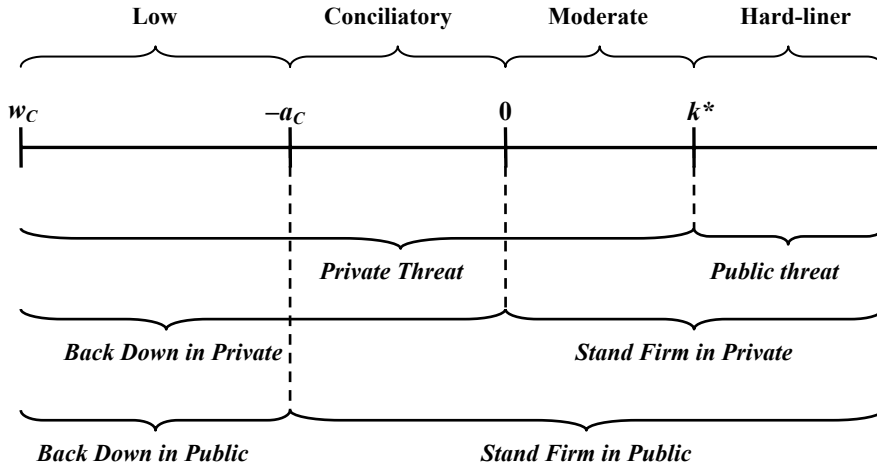 Low Conciliatory Moderate Hard-liner
w_C –a_C 0 k*
Private Threat Public threat
Back Down in Private Stand Firm in Private
Back Down in Public Stand Firm in Public